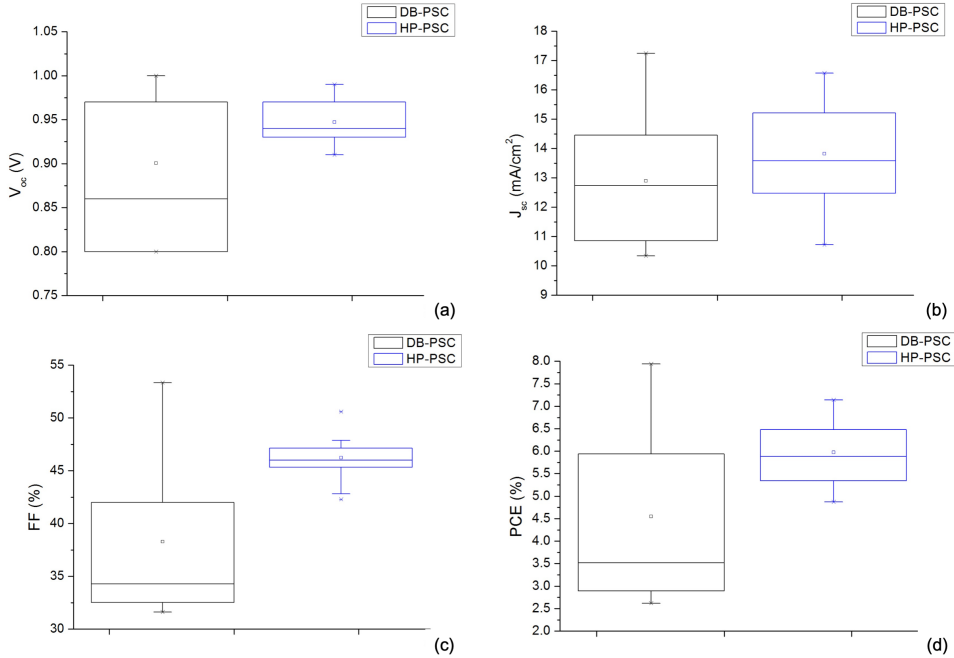 DB-PSC
HP-PSC
1.05
1.00
0.95
0.90
0.85
0.80
0.75
Voc (V)
(a)
DB-PSC
HP-PSC
18
17
16
15
14
13
12
11
10
9
Jsc (mA/cm²)
(b)
DB-PSC
HP-PSC
55
50
45
40
35
30
FF (%)
(c)
DB-PSC
HP-PSC
8.0
7.5
7.0
6.5
6.0
5.5
5.0
4.5
4.0
3.5
3.0
2.5
2.0
PCE (%)
(d)